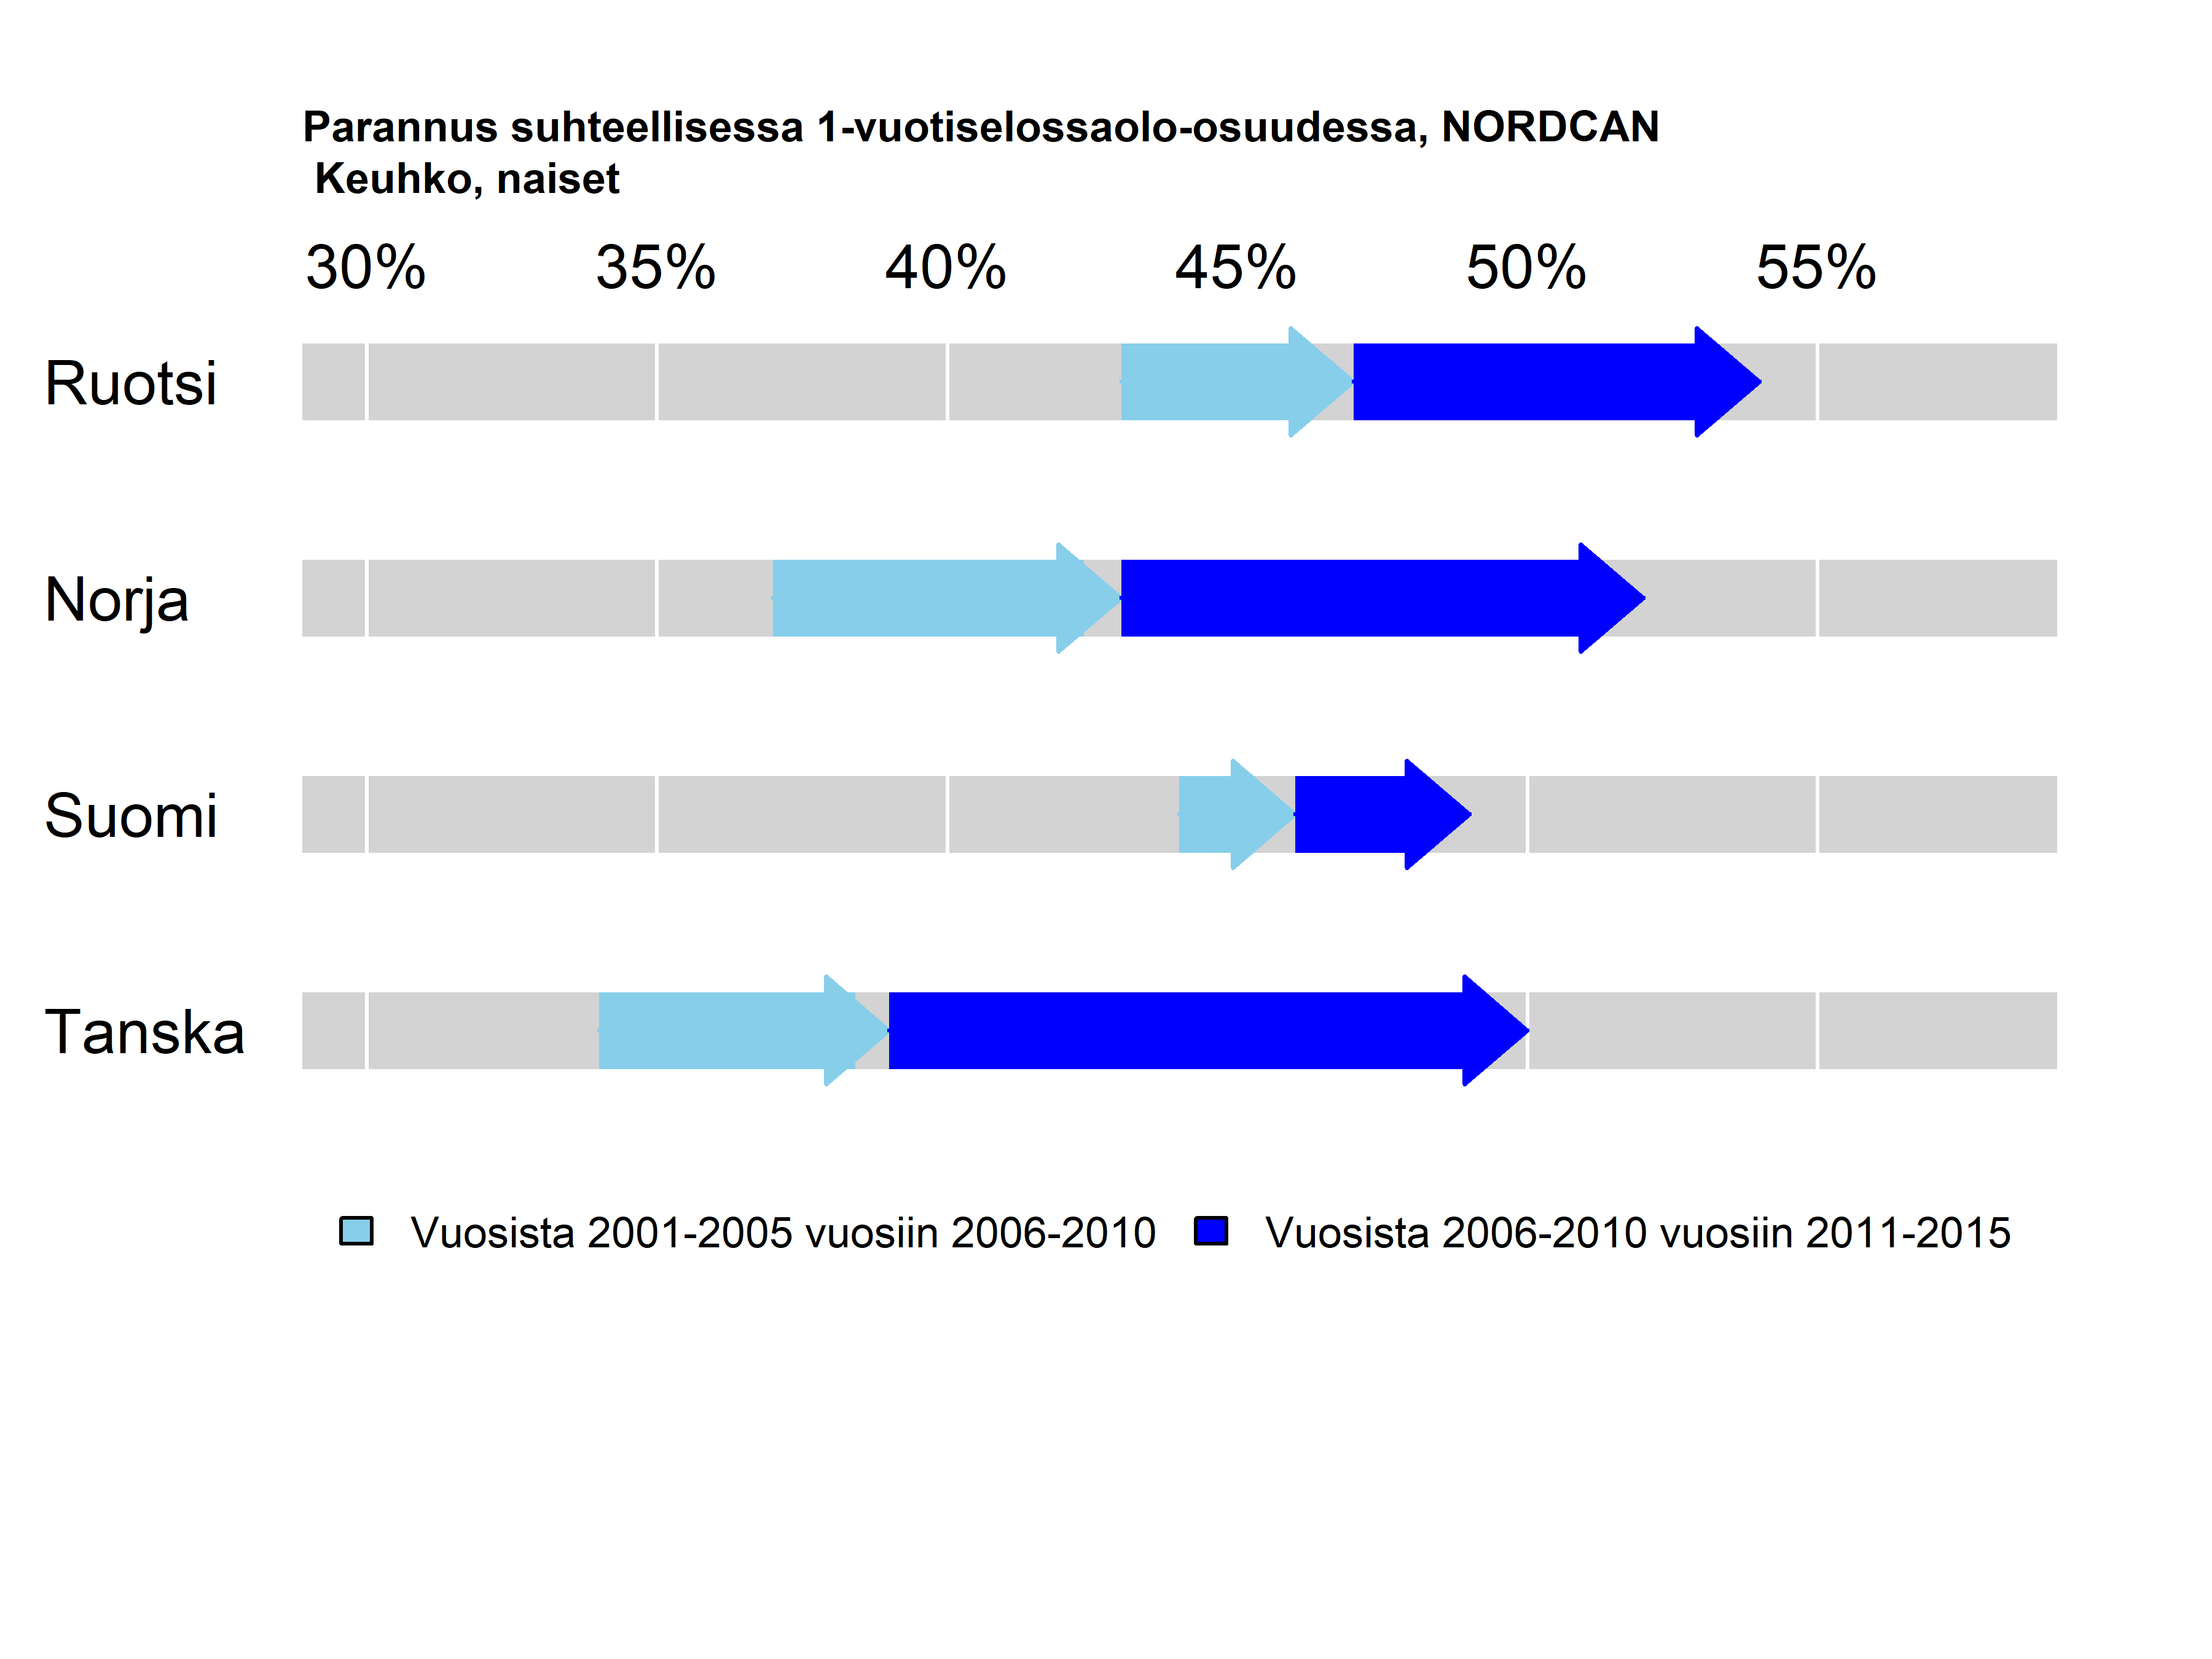 Parannus suhteellisessa 1-vuotiselossaolo-osuudessa, NORDCAN
Keuhko, naiset
30% 35% 40% 45% 50% 55%
Ruotsi
Norja
Suomi
Tanska
Vuosista 2001-2005 vuosiin 2006-2010 Vuosista 2006-2010 vuosiin 2011-2015